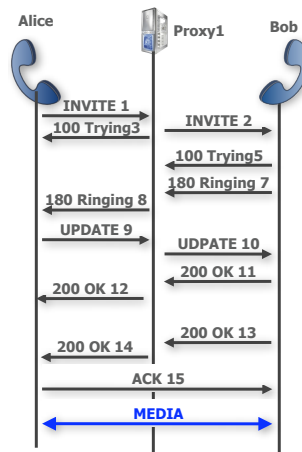 Alice
Proxy1
Bob
INVITE 1
INVITE 2
100 Trying3
100 Trying5
180 Ringing 7
180 Ringing 8
UPDATE 9
UDPATE 10
200 OK 11
200 OK 12
200 OK 13
200 OK 14
ACK 15
MEDIA